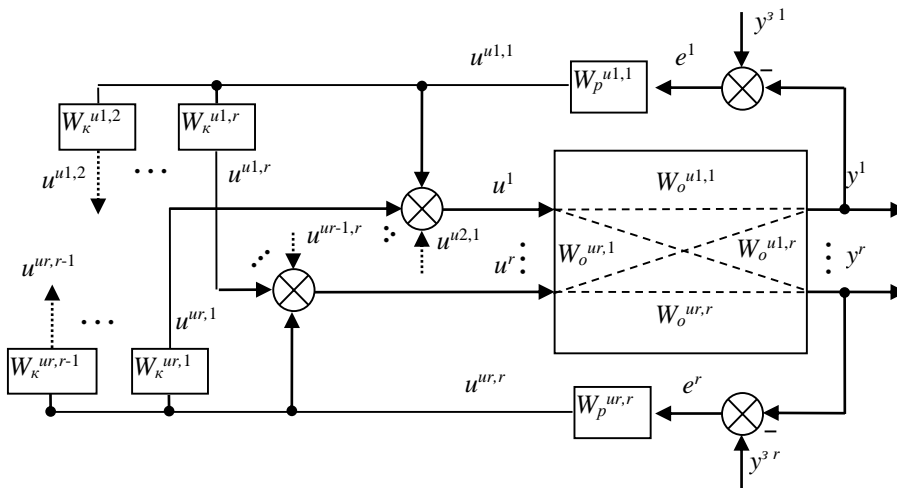 y^{з 1}
u^{u1,1}
e^1
W_p^{u1,1}
–
W_к^{u1,2}
W_к^{u1,r}
u^{u1,2}
...
u^{u1,r}
u^1
W_o^{u1,1}
y^1
u^{ur-1,r}
u^{u2,1}
W_o^{ur,1}
W_o^{u1,r}
u^{ur,r-1}
u^r
y^r
...
u^{ur,1}
W_o^{ur,r}
W_к^{ur,r-1}
W_к^{ur,1}
u^{ur,r}
W_p^{ur,r}
e^r
–
y^{з r}